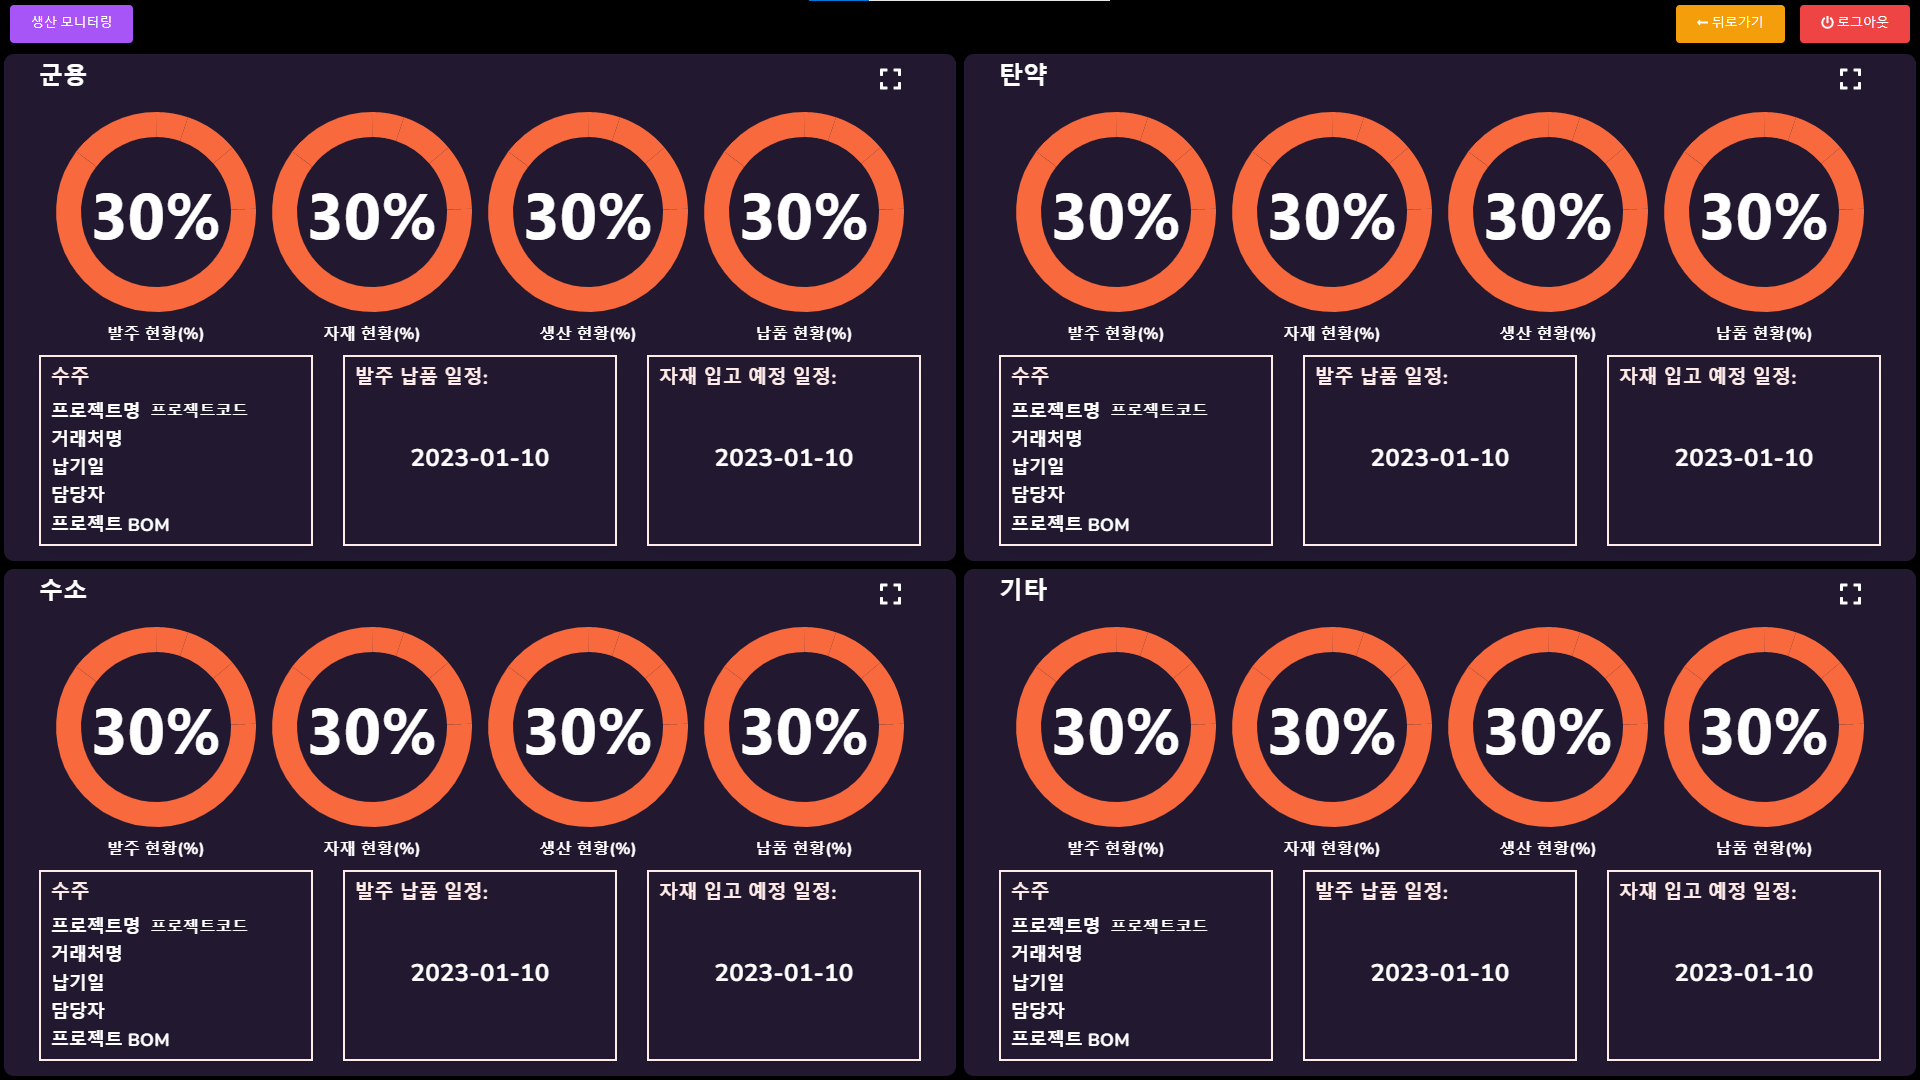 생산 모니터링
뒤로가기
로그아웃
군용
30% 30% 30% 30%
발주 현황(%) 자재 현황(%) 생산 현황(%) 납품 현황(%)
수주
프로젝트명 프로젝트코드
거래처명
납기일
담당자
프로젝트 BOM
발주 납품 일정:
2023-01-10
자재 입고 예정 일정:
2023-01-10
탄약
30% 30% 30% 30%
발주 현황(%) 자재 현황(%) 생산 현황(%) 납품 현황(%)
수주
프로젝트명 프로젝트코드
거래처명
납기일
담당자
프로젝트 BOM
발주 납품 일정:
2023-01-10
자재 입고 예정 일정:
2023-01-10
수소
30% 30% 30% 30%
발주 현황(%) 자재 현황(%) 생산 현황(%) 납품 현황(%)
수주
프로젝트명 프로젝트코드
거래처명
납기일
담당자
프로젝트 BOM
발주 납품 일정:
2023-01-10
자재 입고 예정 일정:
2023-01-10
기타
30% 30% 30% 30%
발주 현황(%) 자재 현황(%) 생산 현황(%) 납품 현황(%)
수주
프로젝트명 프로젝트코드
거래처명
납기일
담당자
프로젝트 BOM
발주 납품 일정:
2023-01-10
자재 입고 예정 일정:
2023-01-10